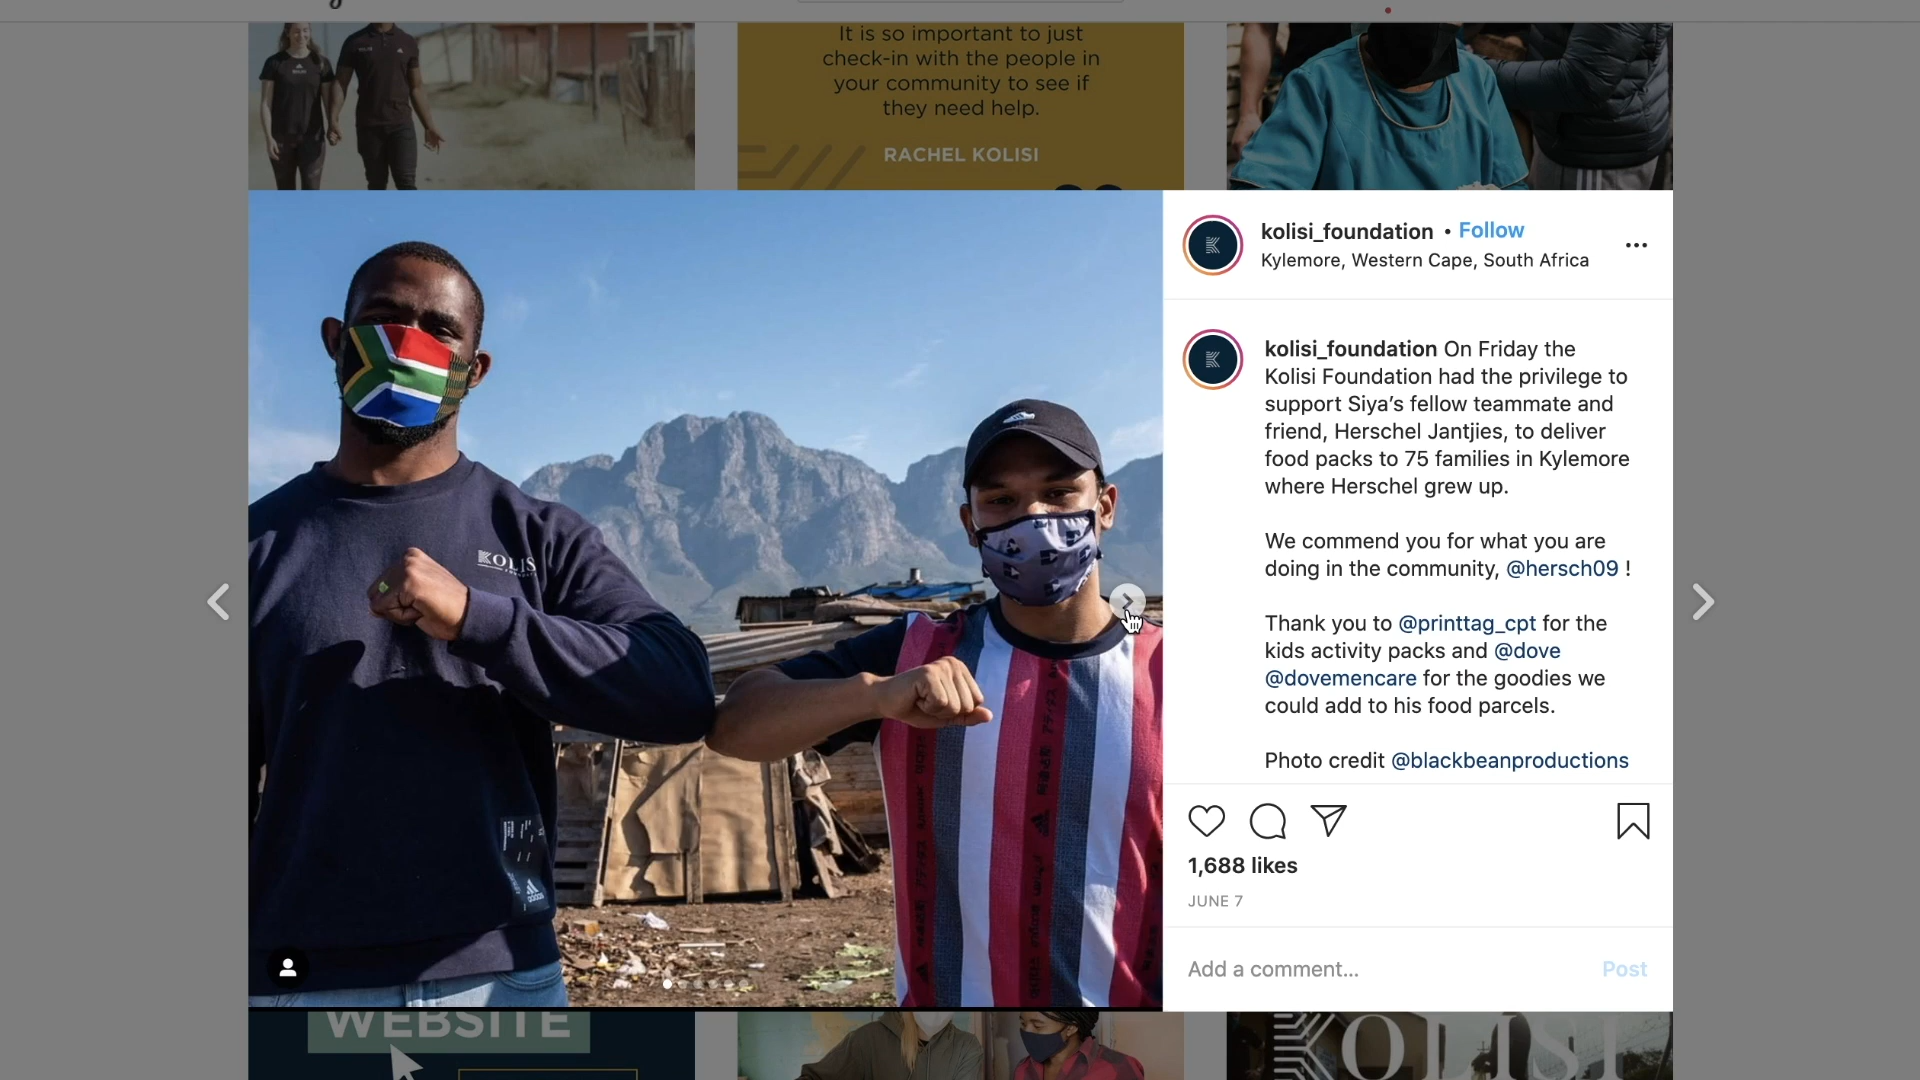 It is so important to just
check-in with the people in
your community to see if
they need help.
RACHEL KOLISI
kolisi_foundation • Follow
Kylemore, Western Cape, South Africa
kolisi_foundation On Friday the
Kolisi Foundation had the privilege to
support Siya’s fellow teammate and
friend, Herschel Jantjies, to deliver
food packs to 75 families in Kylemore
where Herschel grew up.
We commend you for what you are
doing in the community, @hersch09 !
Thank you to @printtag_cpt for the
kids activity packs and @dove
@dovemencare for the goodies we
could add to his food parcels.
Photo credit @blackbeanproductions
1,688 likes
JUNE 7
Add a comment...
Post
KOLIS
adidas
WEBSITE
KOLISI